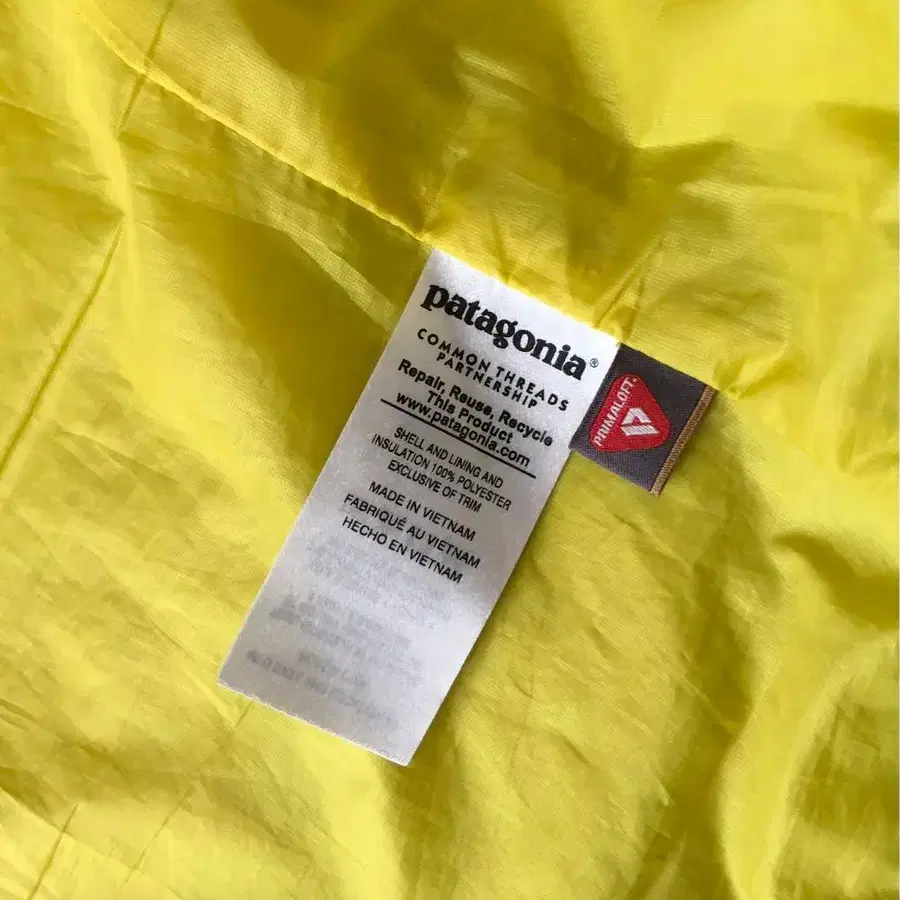 patagonia®
COMMON THREADS
PARTNERSHIP
Repair, Reuse, Recycle
This Product
www.patagonia.com
SHELL AND LINING AND
INSULATION 100% POLYESTER
EXCLUSIVE OF TRIM
MADE IN VIETNAM
FABRIQUÉ AU VIETNAM
HECHO EN VIETNAM
PRIMALOFT®